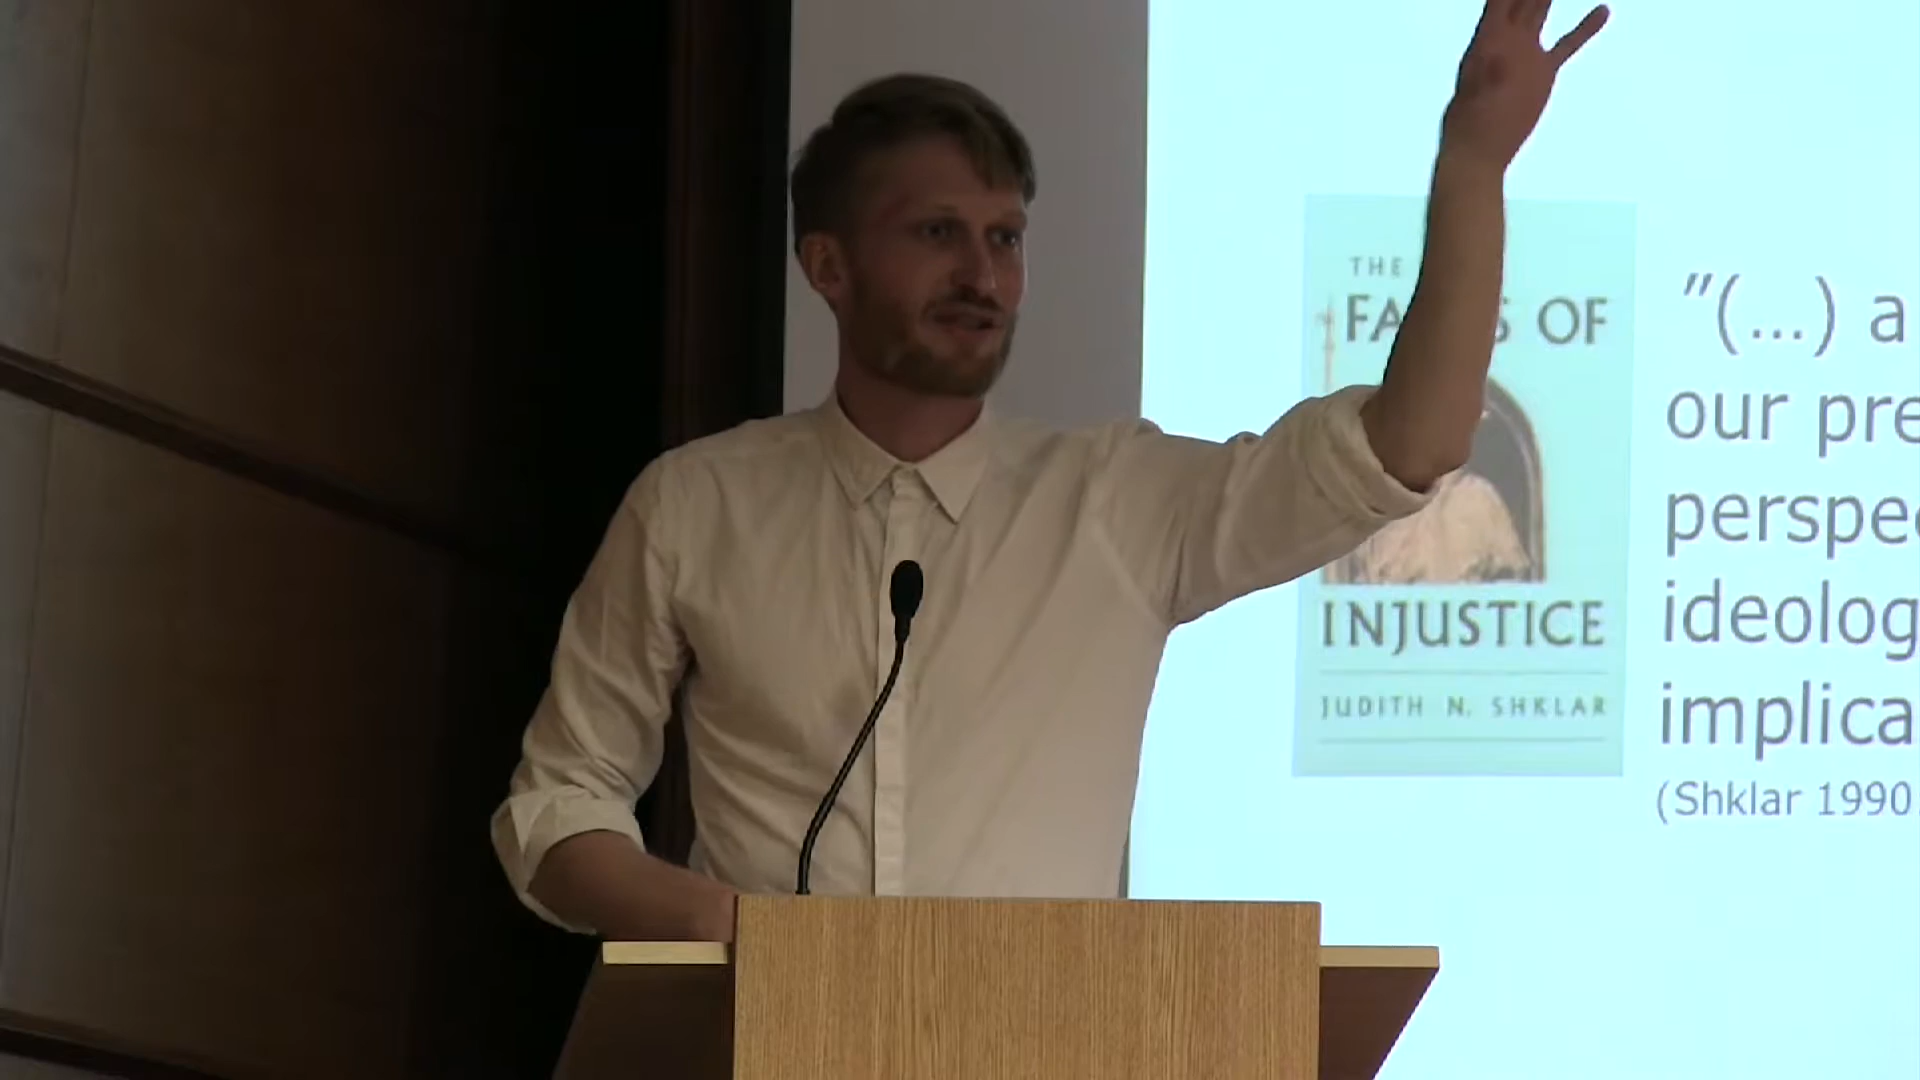 THE
FA S OF
INJUSTICE
JUDITH N. SHKLAR
"(...) a
our pre
perspe
ideolog
implica
(Shklar 1990